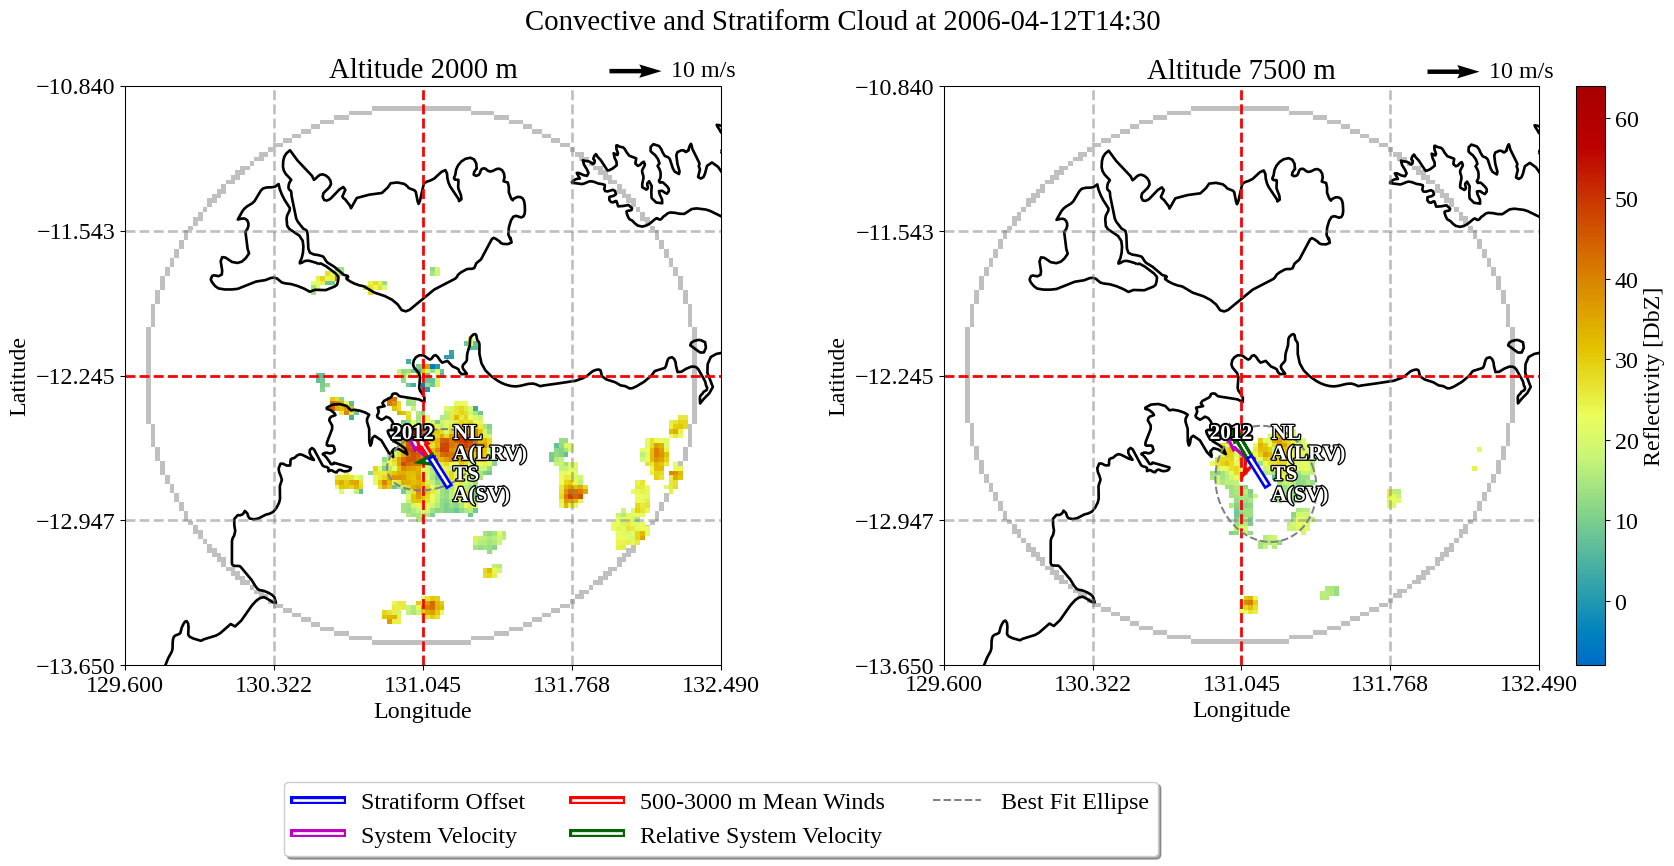 Convective and Stratiform Cloud at 2006-04-12T14:30
Altitude 2000 m
10 m/s
−10.840
−11.543
−12.245
−12.947
−13.650
Latitude
129.600
130.322
131.045
131.768
132.490
Longitude
2012
NL
A(LRV)
TS
A(SV)
Altitude 7500 m
10 m/s
−10.840
−11.543
−12.245
−12.947
−13.650
Latitude
129.600
130.322
131.045
131.768
132.490
Longitude
2012
NL
A(LRV)
TS
A(SV)
60
50
40
30
20
10
0
Reflectivity [DbZ]
Stratiform Offset
System Velocity
500-3000 m Mean Winds
Relative System Velocity
Best Fit Ellipse